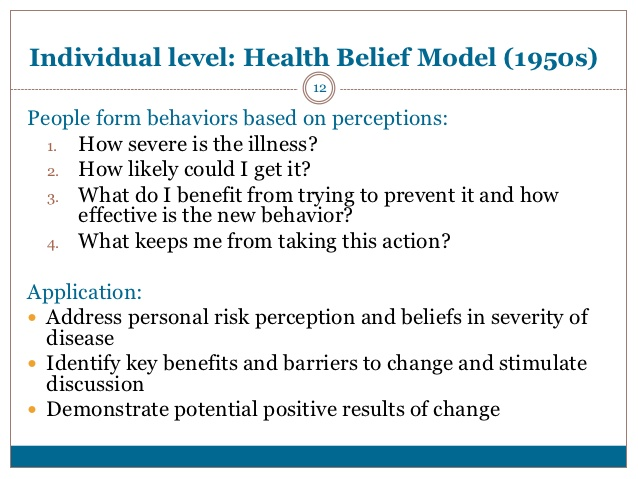 Individual level: Health Belief Model (1950s)
12
People form behaviors based on perceptions:
1. How severe is the illness?
2. How likely could I get it?
3. What do I benefit from trying to prevent it and how
effective is the new behavior?
4. What keeps me from taking this action?
Application:
• Address personal risk perception and beliefs in severity of
disease
• Identify key benefits and barriers to change and stimulate
discussion
• Demonstrate potential positive results of change